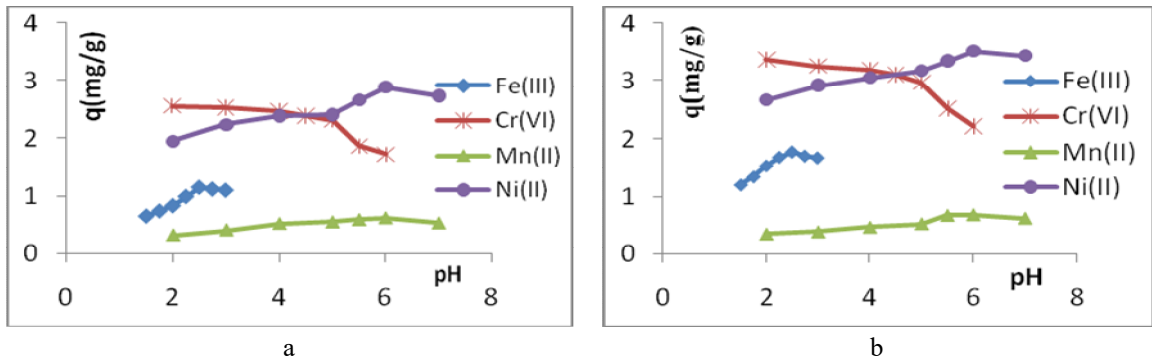 4
3
2
1
0
q(mg/g)
Fe(III)
Cr(VI)
Mn(II)
Ni(II)
pH
0 2 4 6 8
a
4
3
2
1
0
q(mg/g)
Fe(III)
Cr(VI)
Mn(II)
Ni(II)
pH
0 2 4 6 8
b